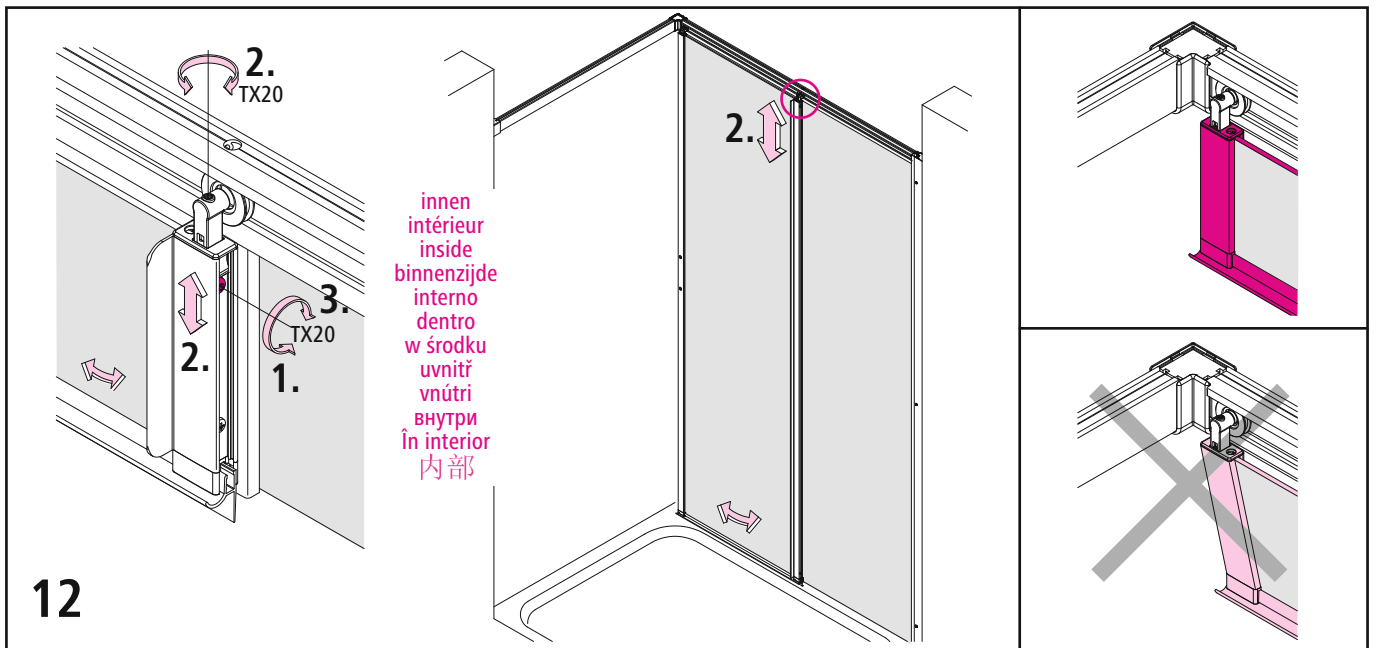 2.
TX20
2.
3.
TX20
1.
12
innen
intérieur
inside
binnenzijde
interno
dentro
w środku
uvnitř
vnútri
внутри
În interior
内部
2.